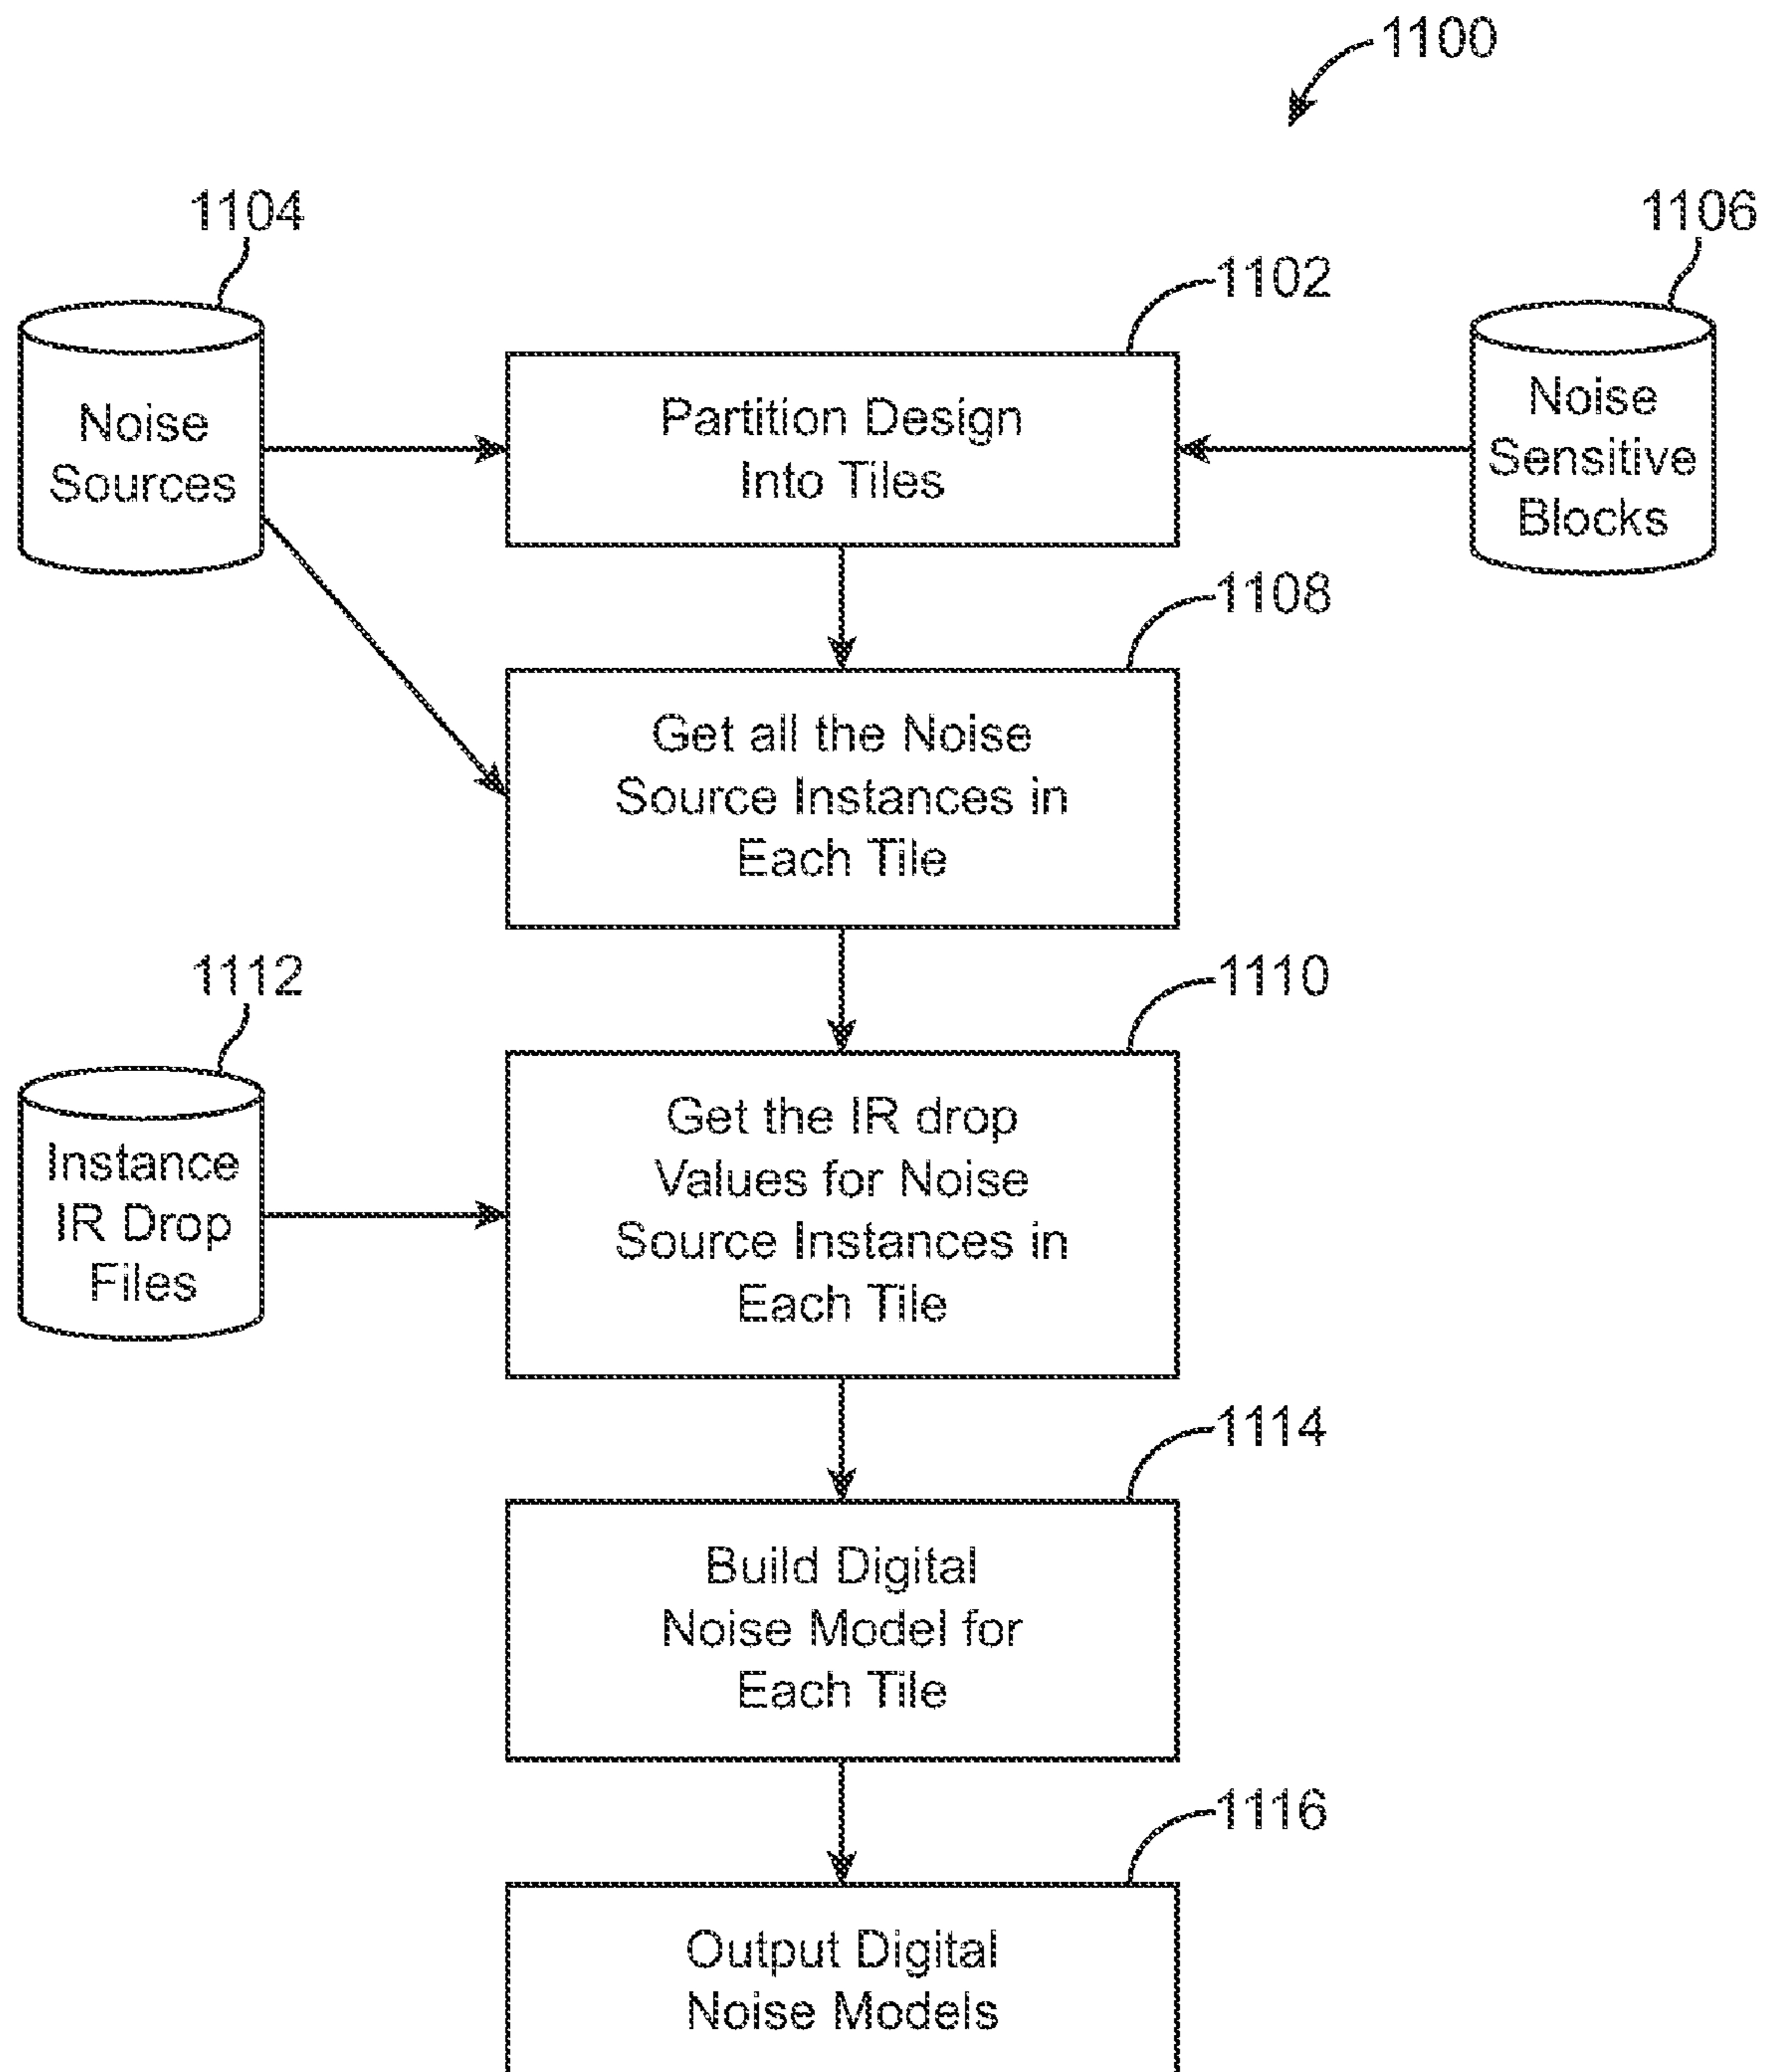 1100
1104
1106
1102
Noise
Sources
Partition Design
Into Tiles
Noise
Sensitive
Blocks
1108
Get all the Noise
Source Instances in
Each Tile
1112
1110
Instance
IR Drop
Files
Get the IR drop
Values for Noise
Source Instances in
Each Tile
1114
Build Digital
Noise Model for
Each Tile
1116
Output Digital
Noise Models